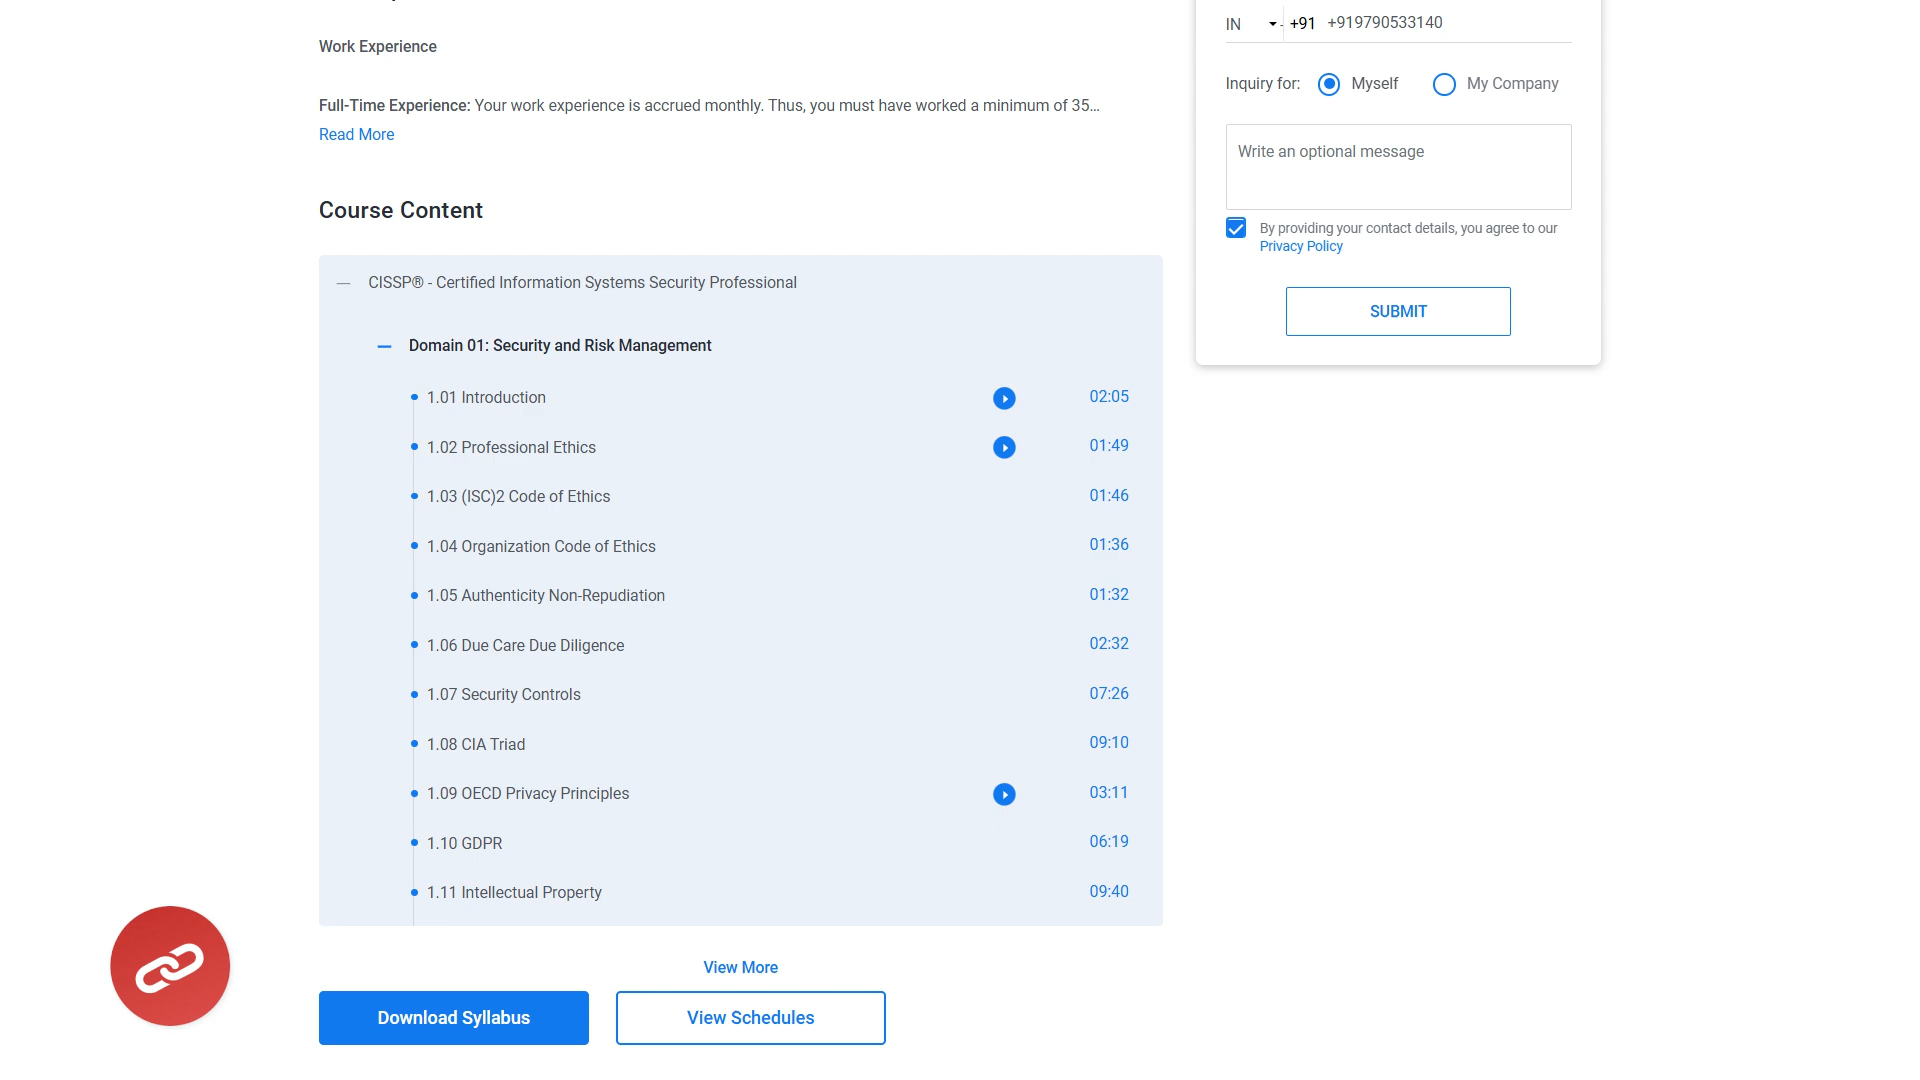 Work Experience
Full-Time Experience: Your work experience is accrued monthly. Thus, you must have worked a minimum of 35...
Read More
Course Content
CISSP® - Certified Information Systems Security Professional
Domain 01: Security and Risk Management
1.01 Introduction 02:05
1.02 Professional Ethics 01:49
1.03 (ISC)2 Code of Ethics 01:46
1.04 Organization Code of Ethics 01:36
1.05 Authenticity Non-Repudiation 01:32
1.06 Due Care Due Diligence 02:32
1.07 Security Controls 07:26
1.08 CIA Triad 09:10
1.09 OECD Privacy Principles 03:11
1.10 GDPR 06:19
1.11 Intellectual Property 09:40
View More
Download Syllabus
View Schedules
IN - +91 +919790533140
Inquiry for: Myself My Company
Write an optional message
By providing your contact details, you agree to our
Privacy Policy
SUBMIT